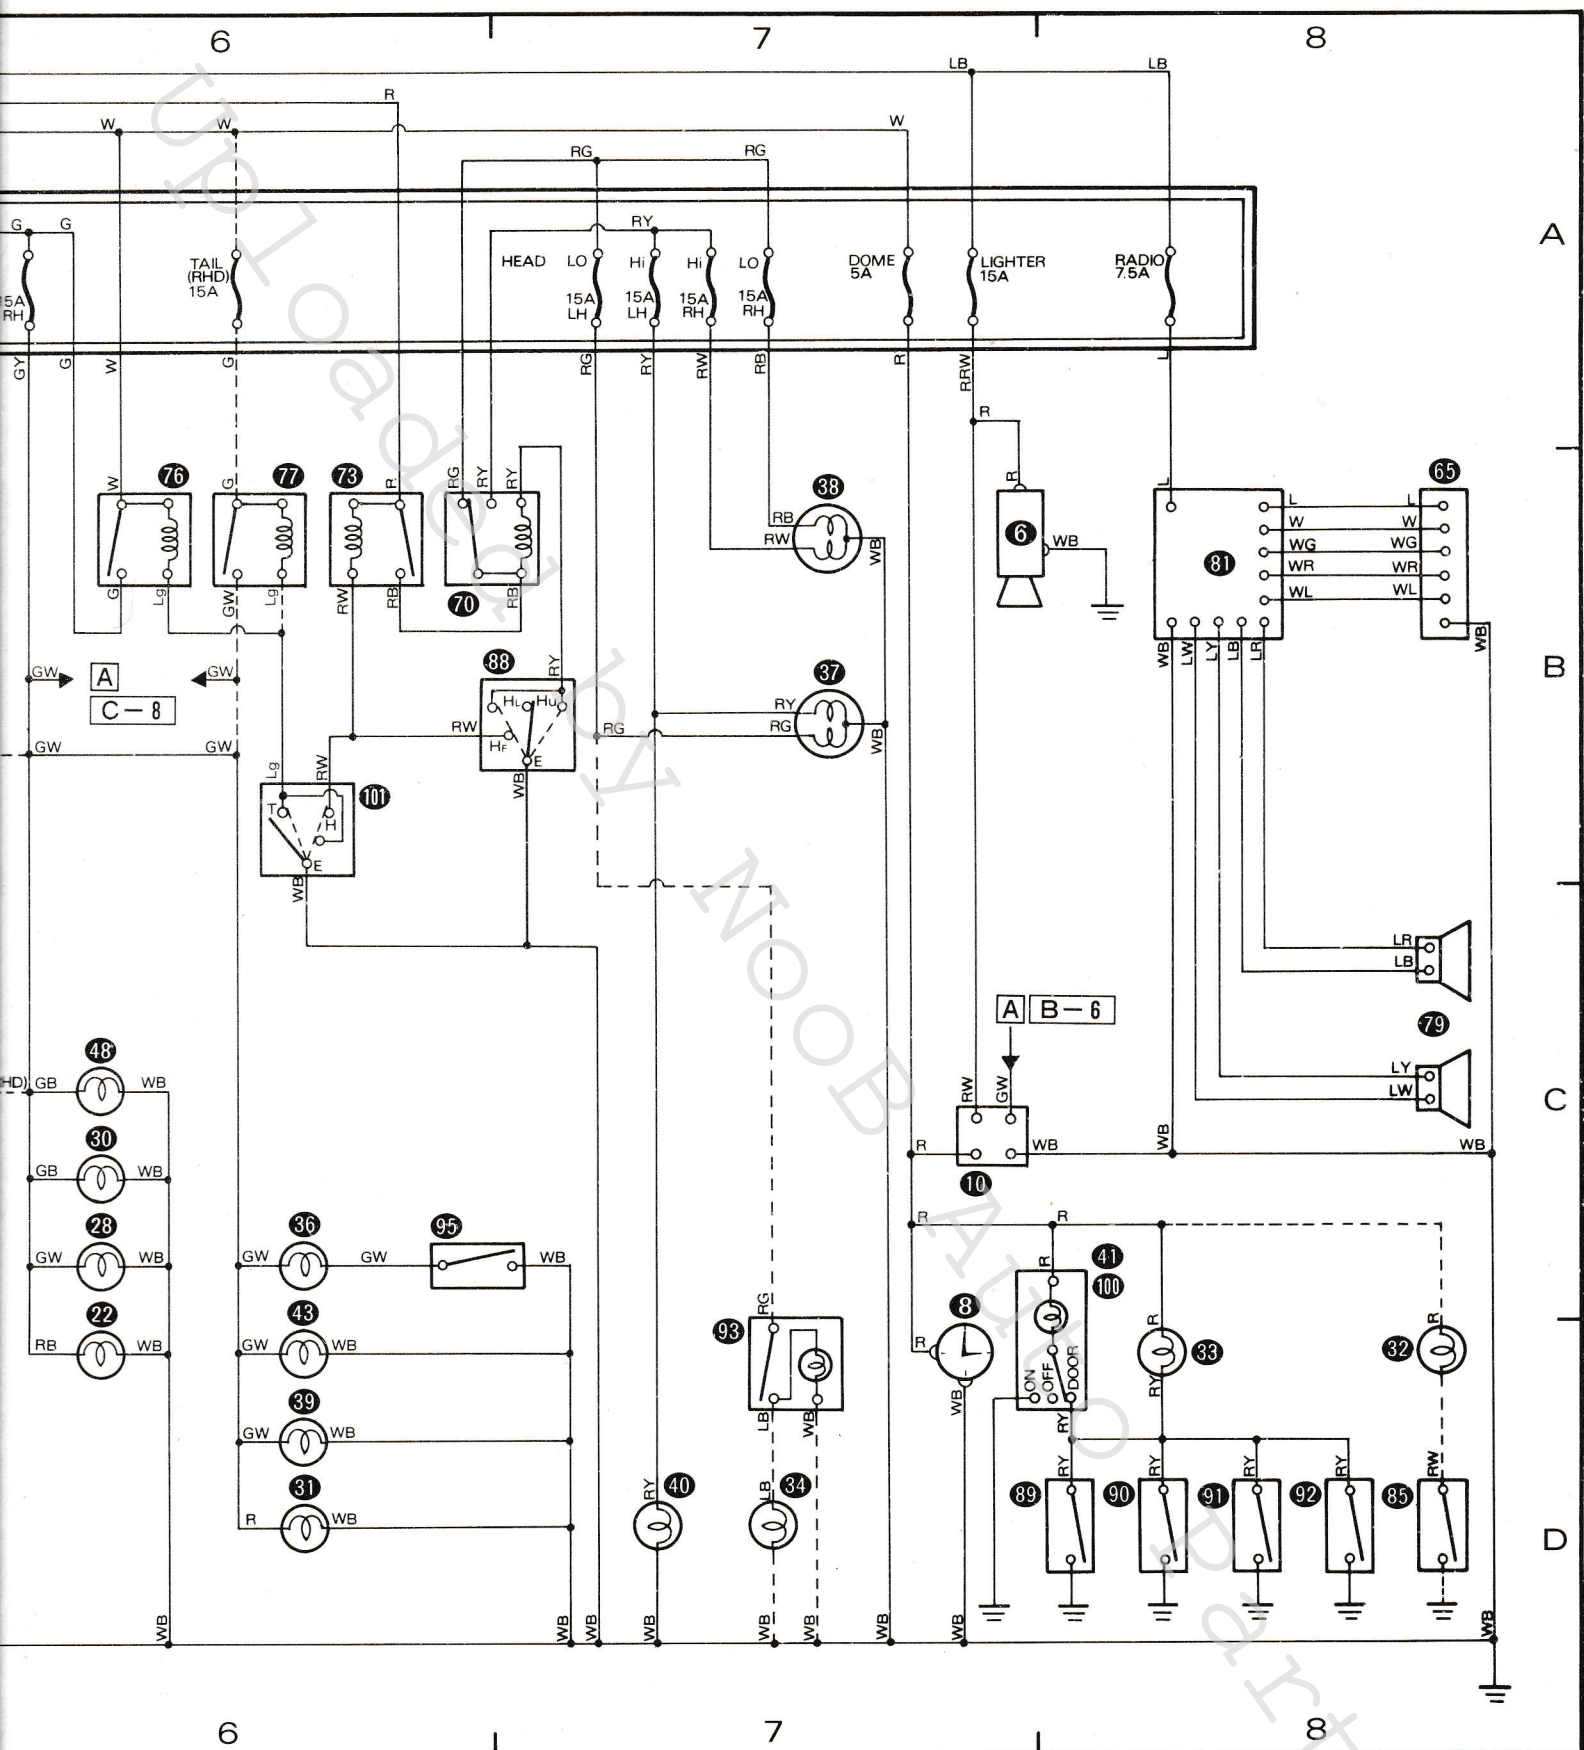 6 7 8
LB LB
R
W W W
RG RG
G G RY
A
TAIL HEAD LO Hi Hi LO DOME LIGHTER RADIO
(RHD) 5A 15A 7.5A
15A 15A 15A 15A 15A
RH LH LH RH RH
GY G W G RG RY RW RB R R.RW L
R
76 77 73 38 65
W G R RG RY RY R L
RB L L
RW W W
6 WB WG WG
81 WR WR
WB WL WL
G Lg GW Lg RW RB 70 RB
WB LW LY LB LR WB
88 37
GW A GW RY B
C-8
HL HU RY
RW HF RG RG
GW GW E WB
Lg RW WB
101
T H
E
WB
LR
LB
A B-6
79
48
HD) GB WB RW GW LY
LW C
30 R WB WB WB
GB WB 10
28 36 95 R R
GW WB GW GW WB R 41
100
22 43 RG 8
RB WB GW WB 93 R R 33 R 32
ON OFF DOOR
39 WB RY RY
GW WB LB WB
31 RY 40 LB 34 RY RY RY RY RW
R WB 89 90 91 92 85
D
WB WB WB WB WB WB WB WB WB
6 7 8
Uploaded by NooB Auto Part